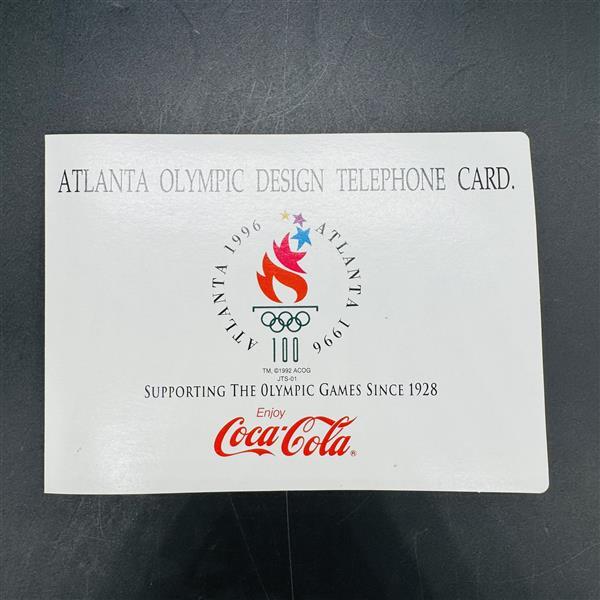 ATLANTA OLYMPIC DESIGN TELEPHONE CARD.
ATLANTA 1996 ATLANTA 1996
100
TM, ©1992 ACOG
JTS-01
SUPPORTING THE OLYMPIC GAMES SINCE 1928
Enjoy
Coca-Cola®